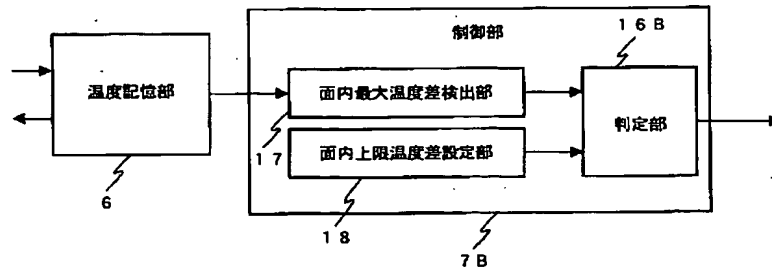 制御部
１６Ｂ
温度記憶部
面内最大温度差検出部
判定部
１７
面内上限温度差設定部
６
１８
７Ｂ